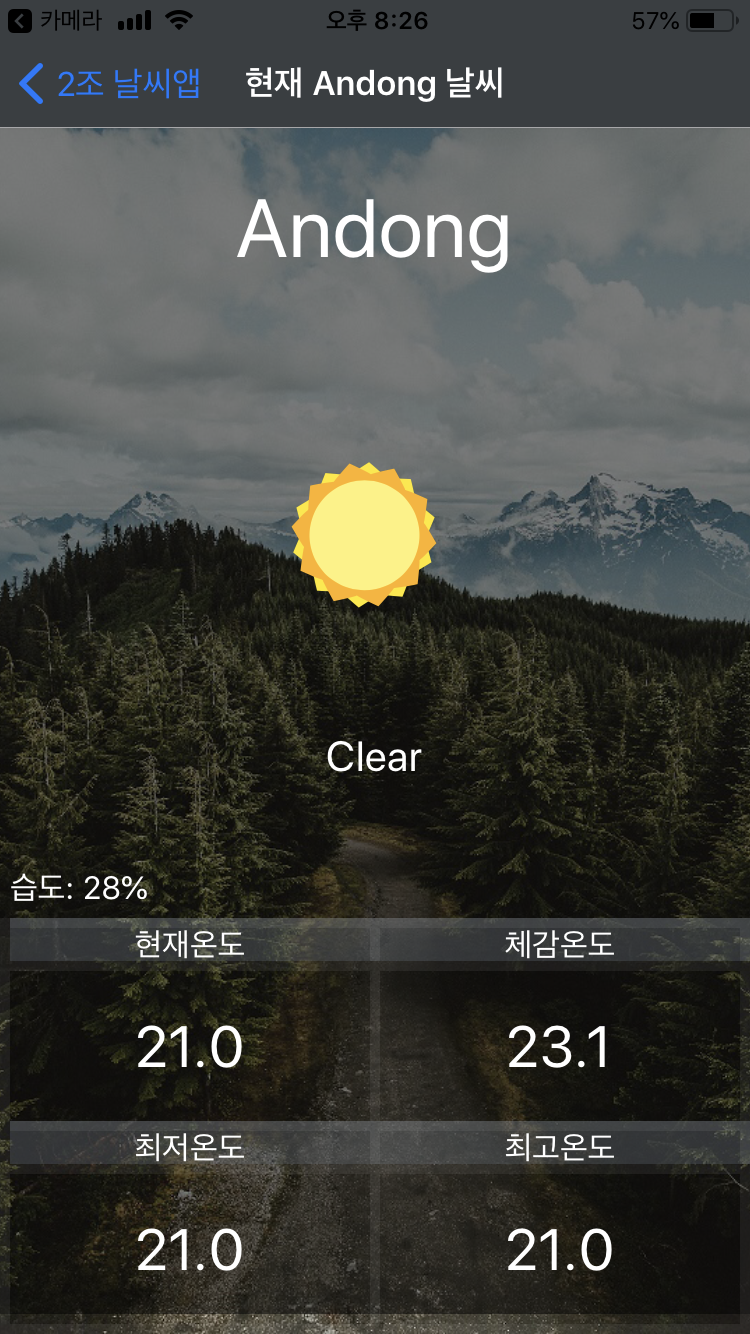 카메라 오후 8:26 57%
2조 날씨앱 현재 Andong 날씨
Andong
Clear
습도: 28%
현재온도 체감온도
21.0 23.1
최저온도 최고온도
21.0 21.0